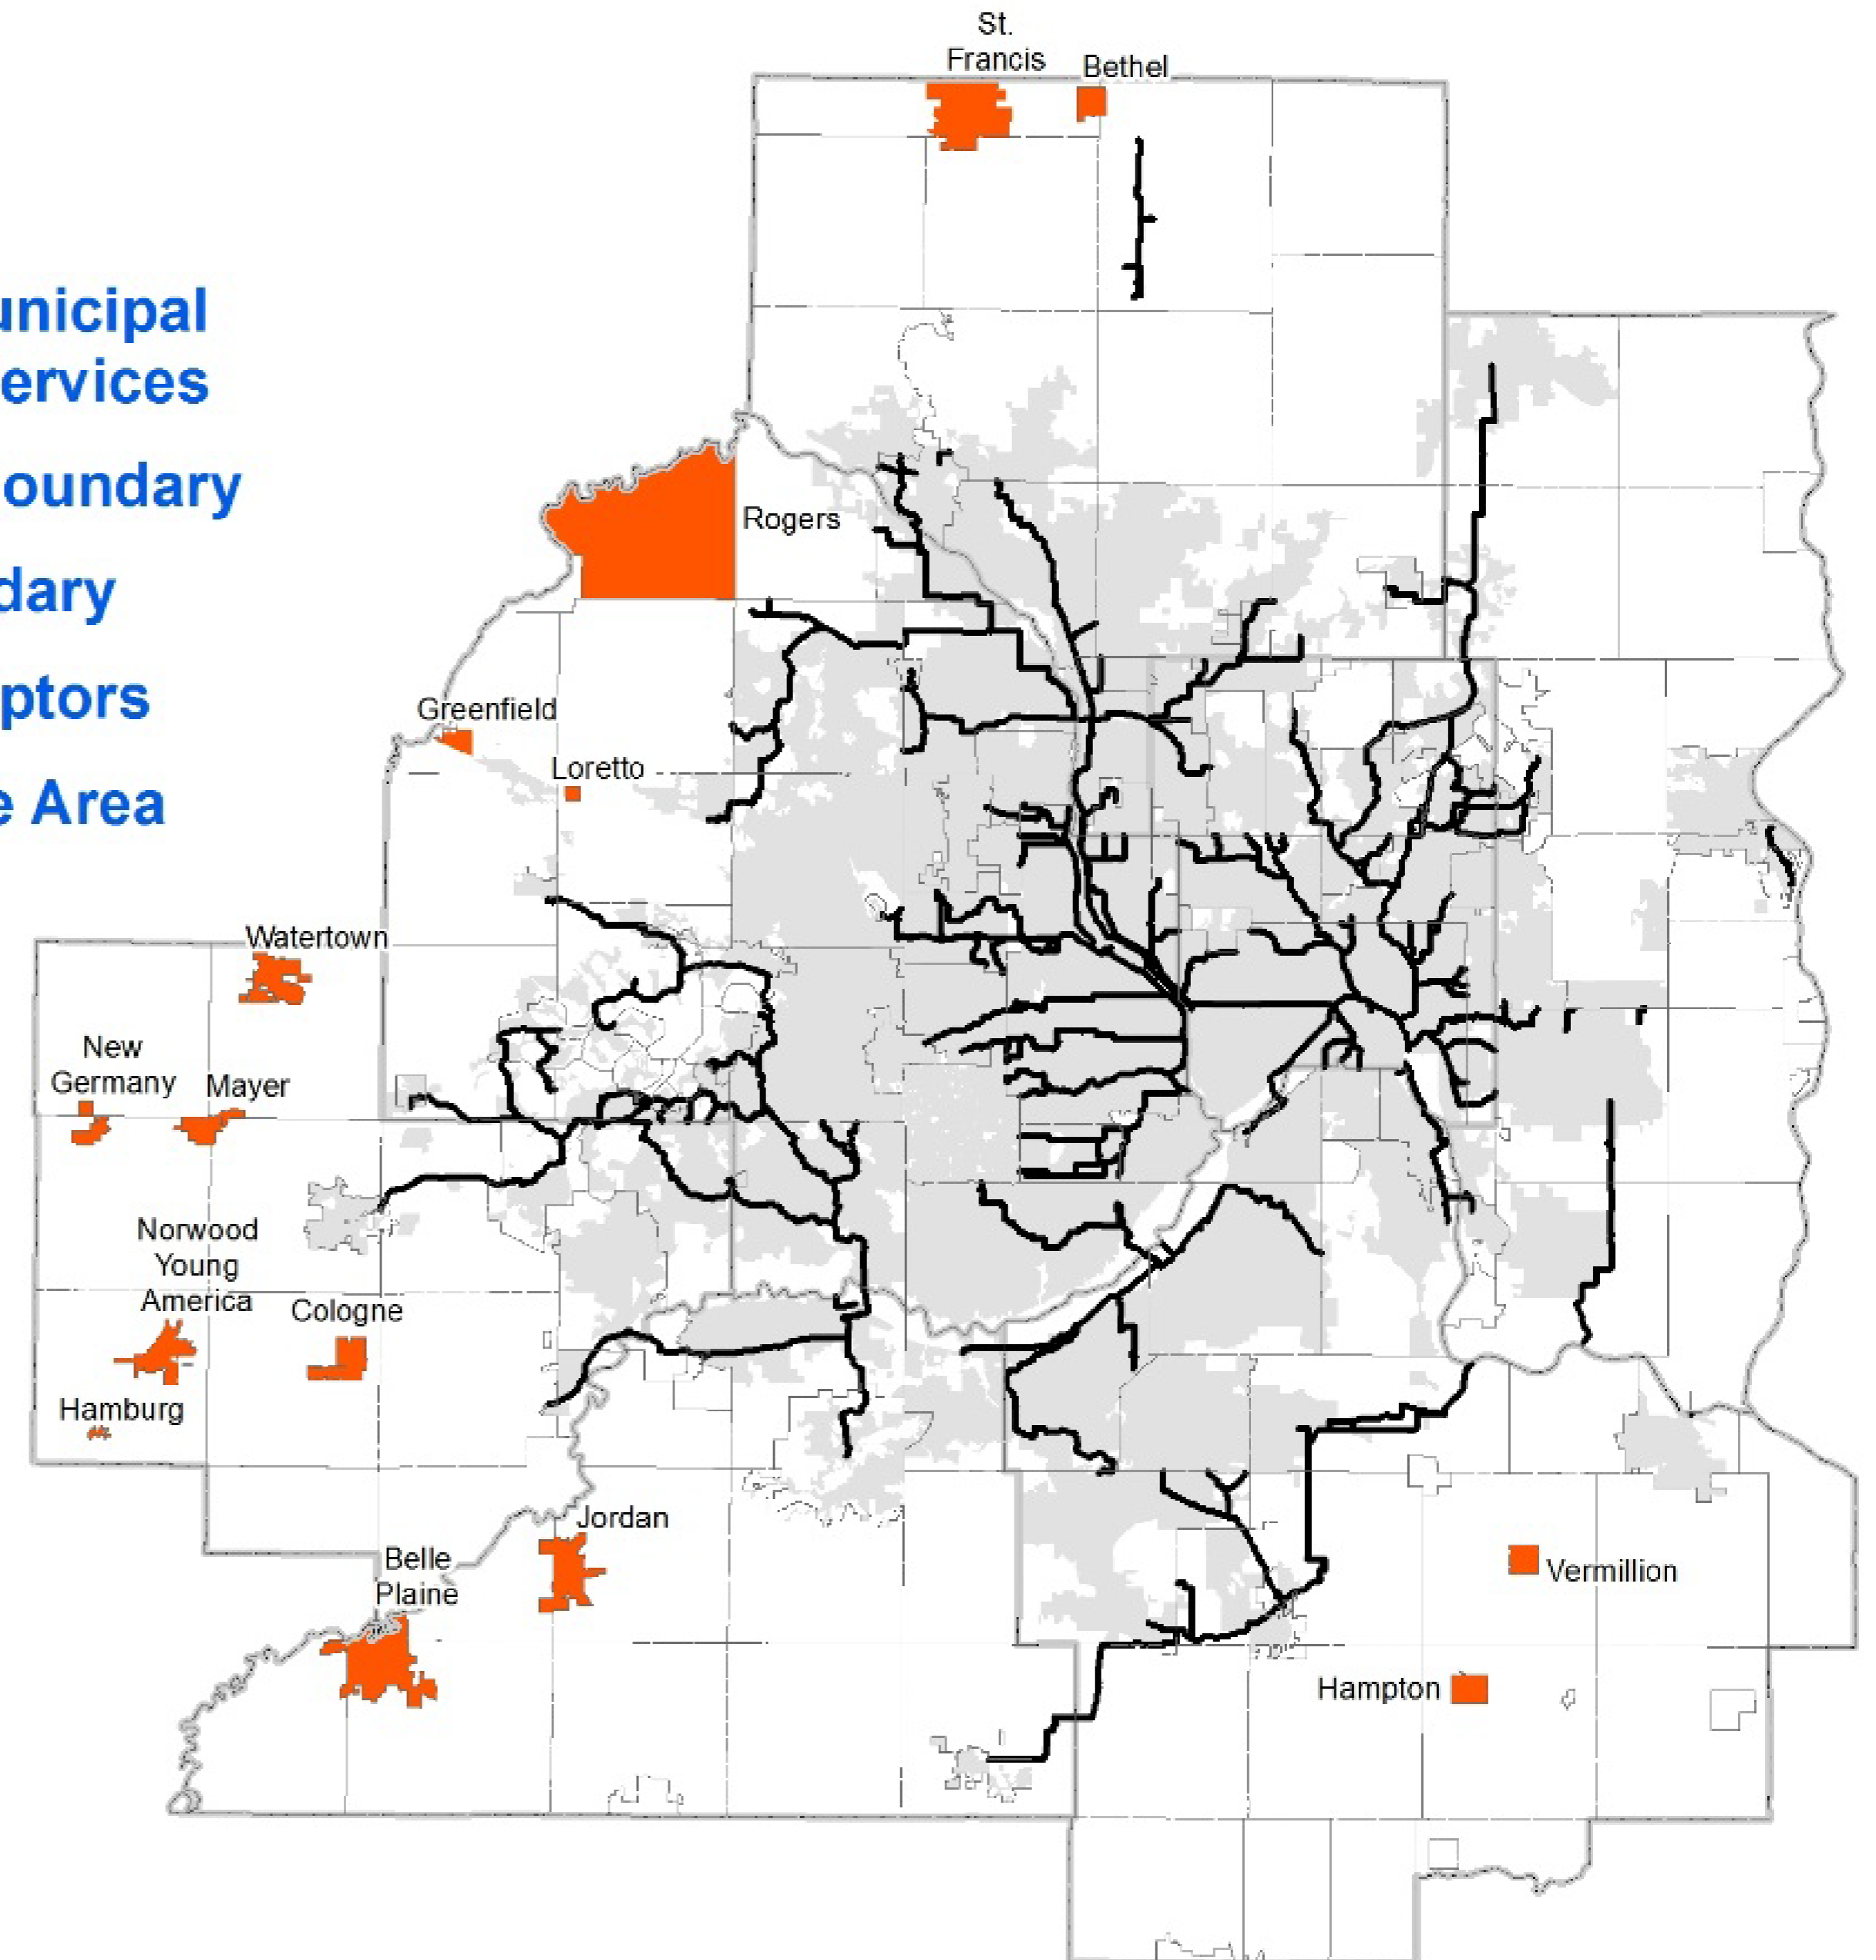 St.
Francis
Bethel
unicipal
ervices
oundary
dary
ptors
e Area
Rogers
Greenfield
Loretto
Watertown
New
Germany
Mayer
Norwood
Young
America
Cologne
Hamburg
Jordan
Belle
Plaine
Vermillion
Hampton